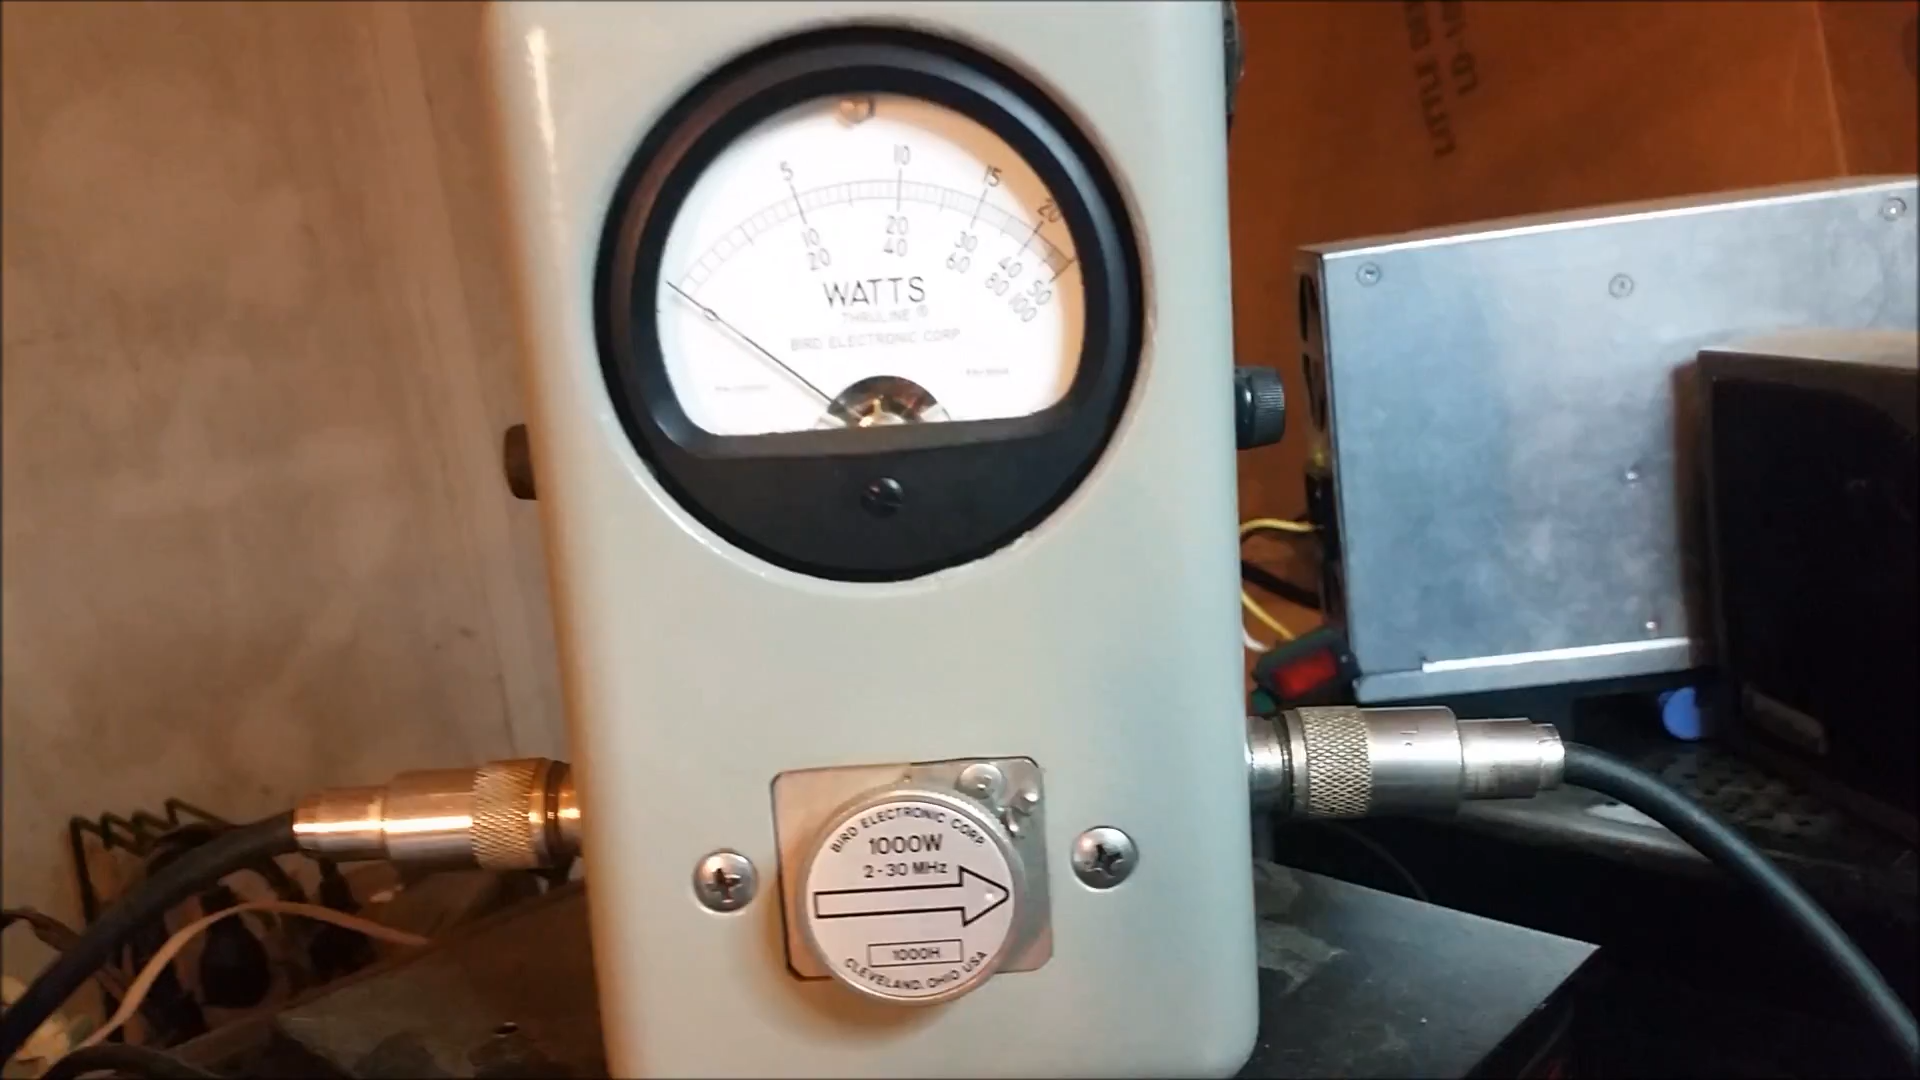 5 10 15 20
10 20 30 40 50
20 40 60 80 100
0
WATTS
THRULINE ®
BIRD ELECTRONIC CORP
BIRD ELECTRONIC CORP
1000W
2-30 MHz
1000H
CLEVELAND, OHIO USA